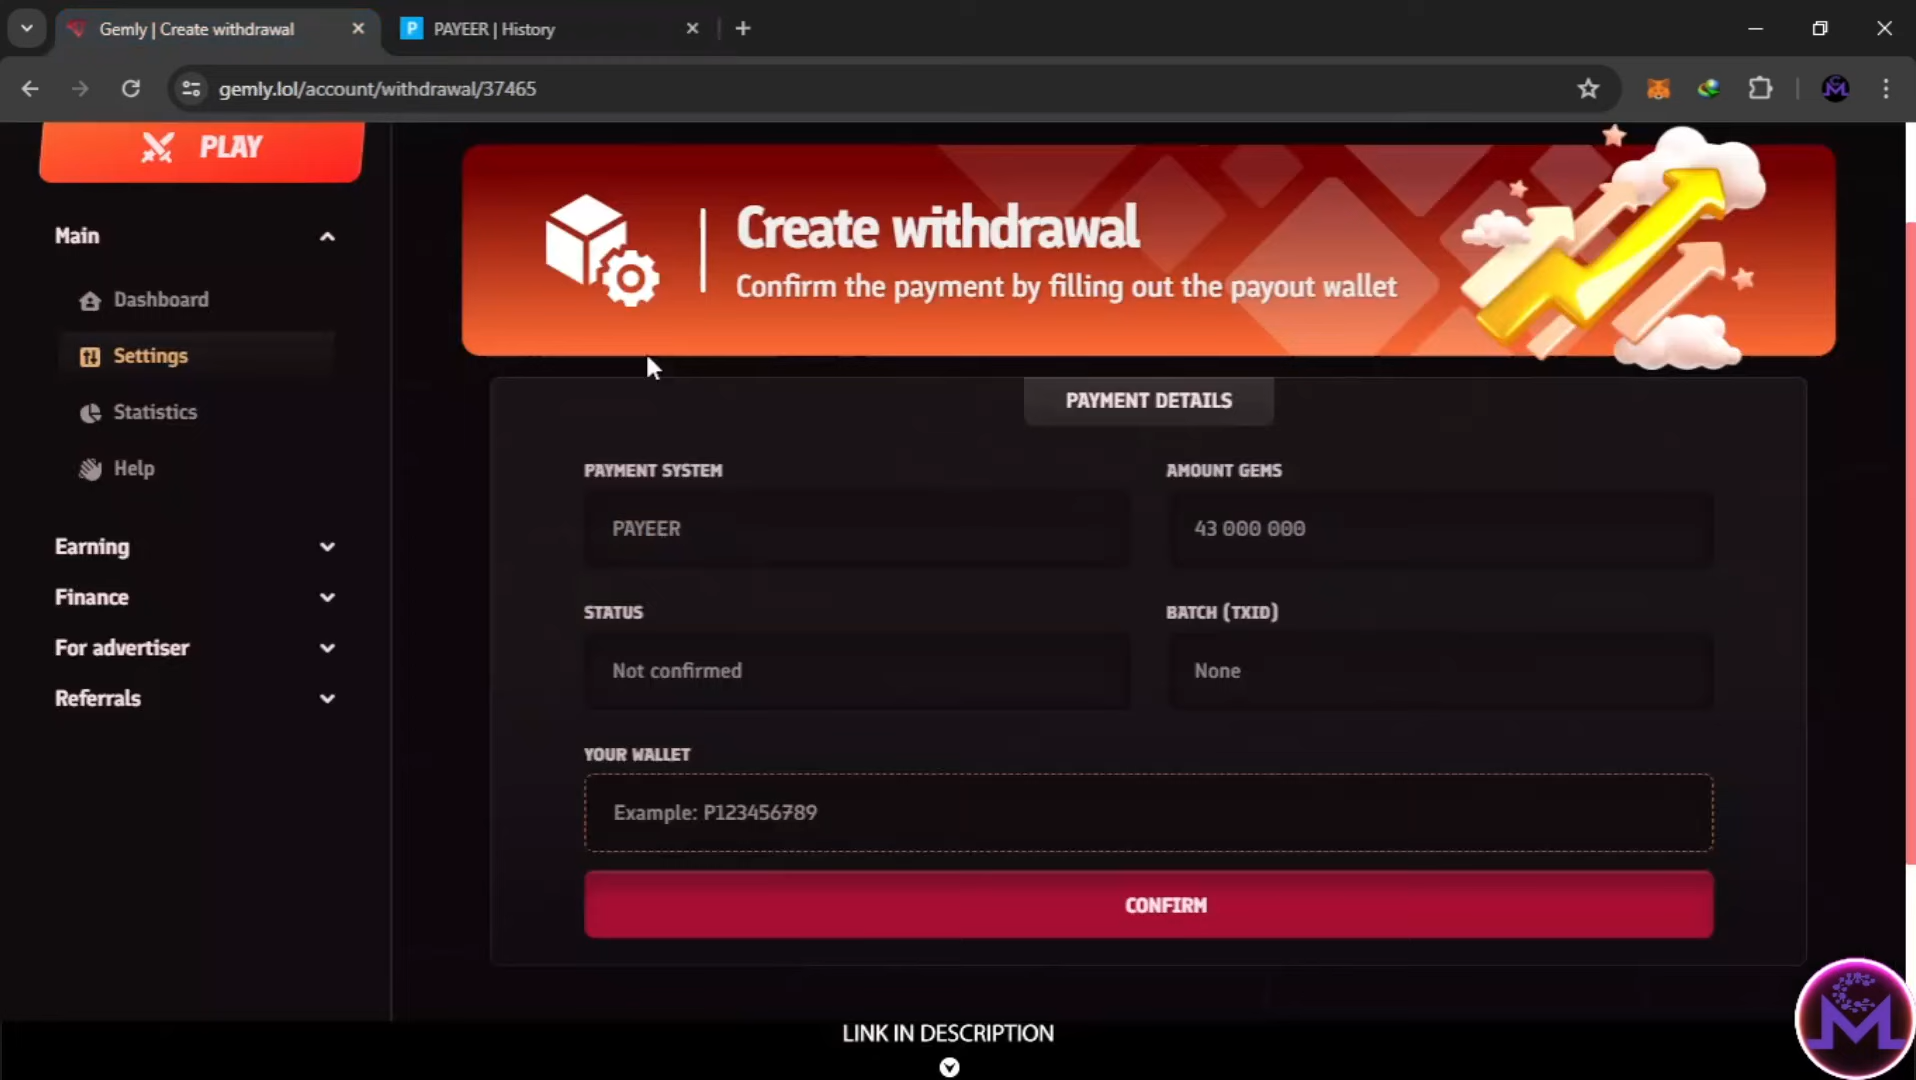 Gemly | Create withdrawal
P PAYEER | History
gemly.lol/account/withdrawal/37465
PLAY
Main
Dashboard
Settings
Statistics
Help
Earning
Finance
For advertiser
Referrals
Create withdrawal
Confirm the payment by filling out the payout wallet
PAYMENT DETAILS
PAYMENT SYSTEM
PAYEER
AMOUNT GEMS
43 000 000
STATUS
Not confirmed
BATCH (TXID)
None
YOUR WALLET
Example: P123456789
CONFIRM
LINK IN DESCRIPTION